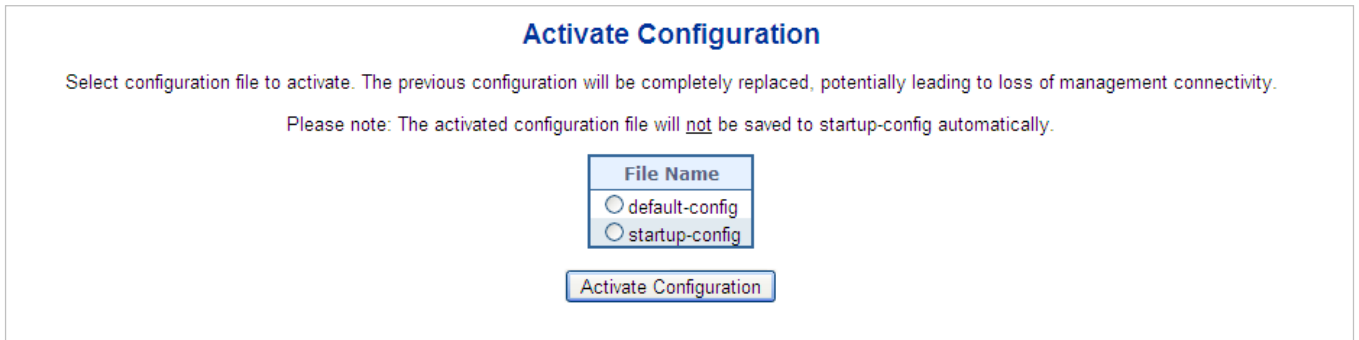 Activate Configuration
Select configuration file to activate. The previous configuration will be completely replaced, potentially leading to loss of management connectivity.
Please note: The activated configuration file will not be saved to startup-config automatically.
File Name
default-config
startup-config
Activate Configuration